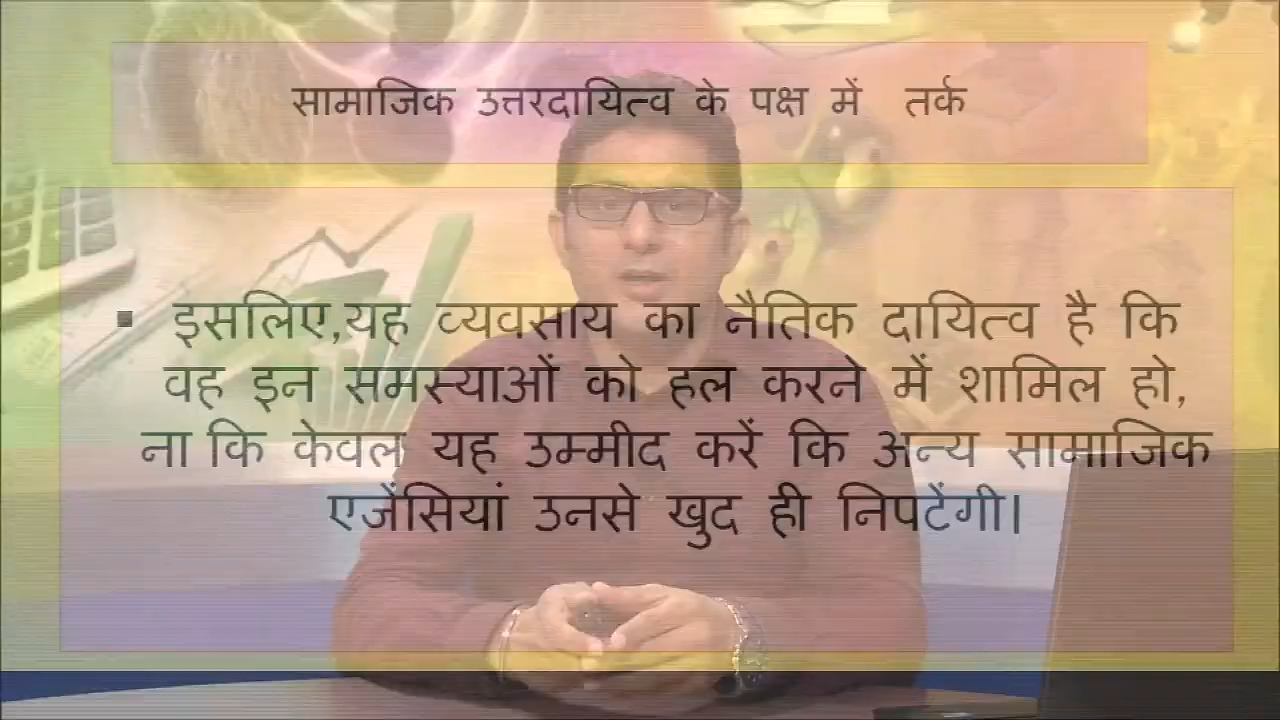 सामाजिक उत्तरदायित्व के पक्ष में तर्क
▪ इसलिए,यह व्यवसाय का नैतिक दायित्व है कि
वह इन समस्याओं को हल करने में शामिल हो,
ना कि केवल यह उम्मीद करें कि अन्य सामाजिक
एजेंसियां उनसे खुद ही निपटेंगी।